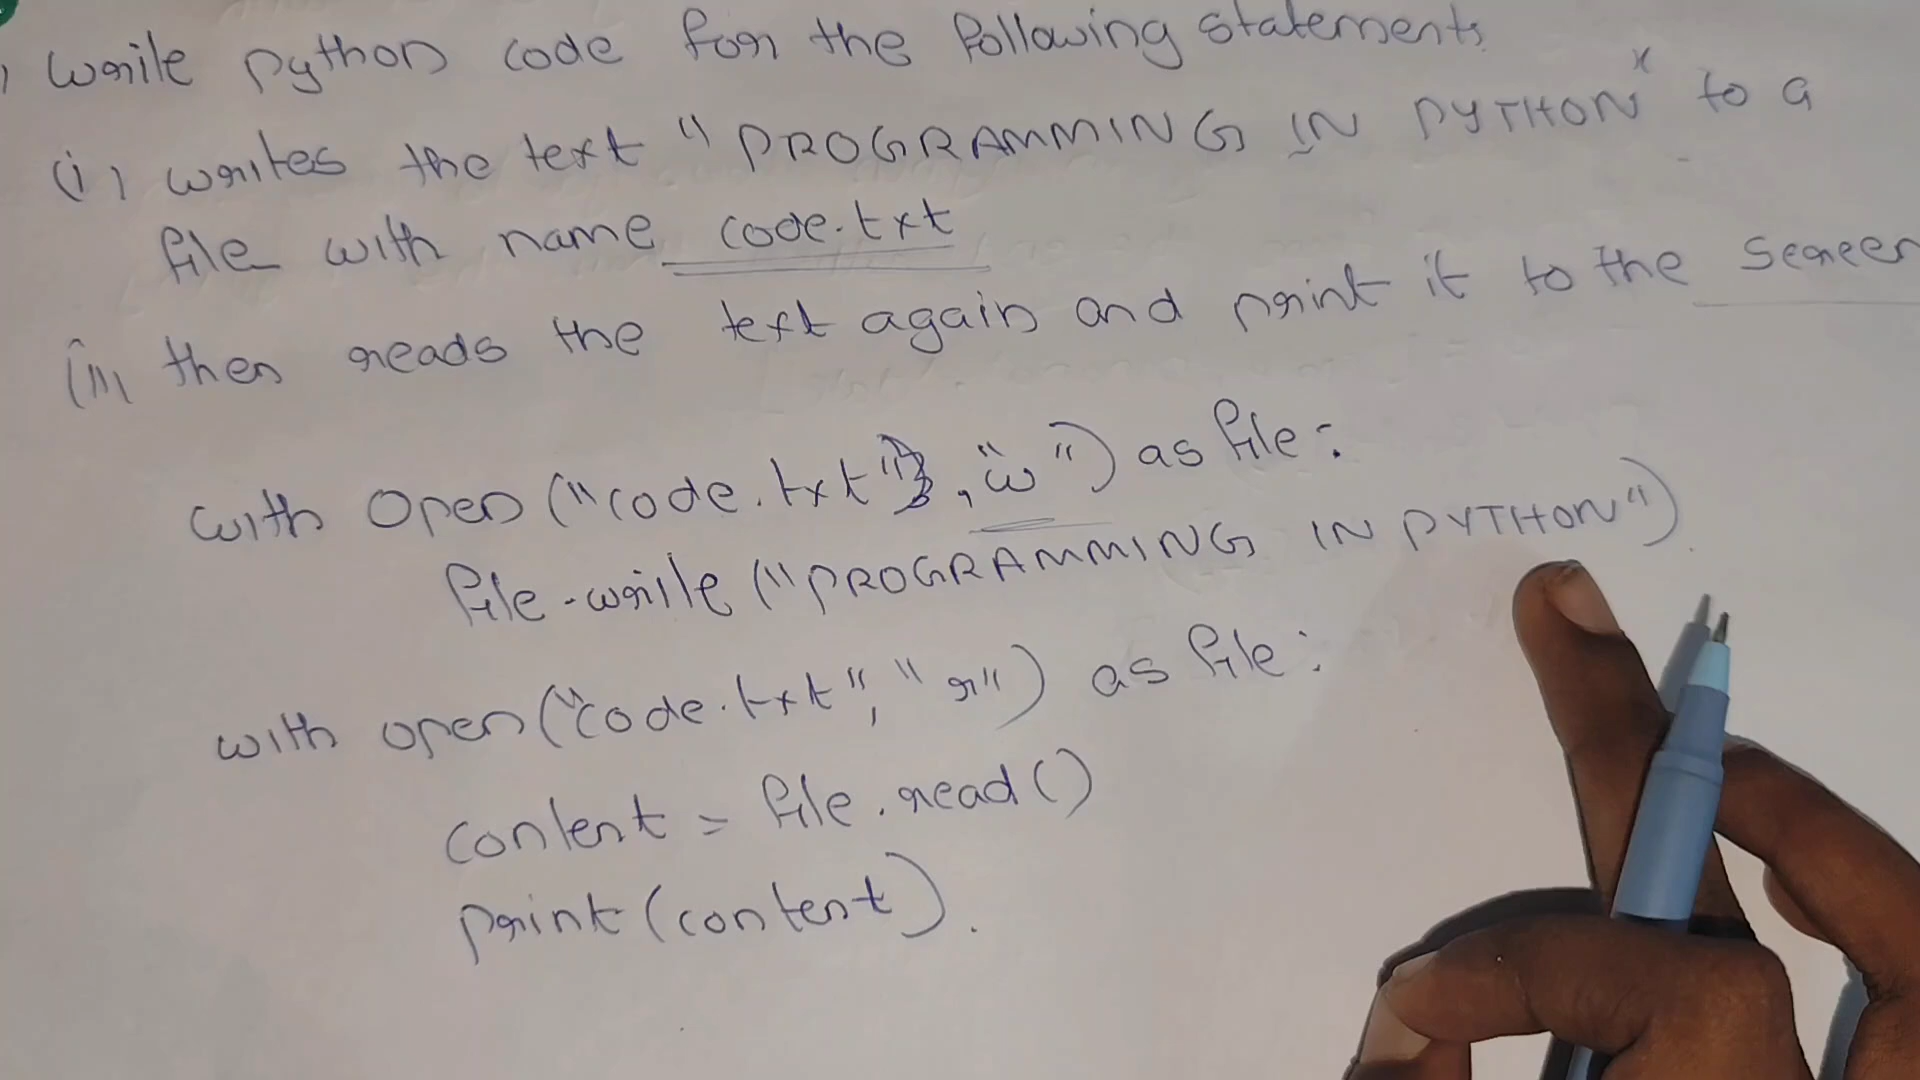 Write python code for the following statements
(i) writes the text "PROGRAMMING IN PYTHON" to a
file with name code.txt
(ii) then reads the text again and print it to the screen
with open("code.txt", "w") as file:
file.write("PROGRAMMING IN PYTHON").
with open("code.txt", "r") as file:
content = file.read()
print(content).